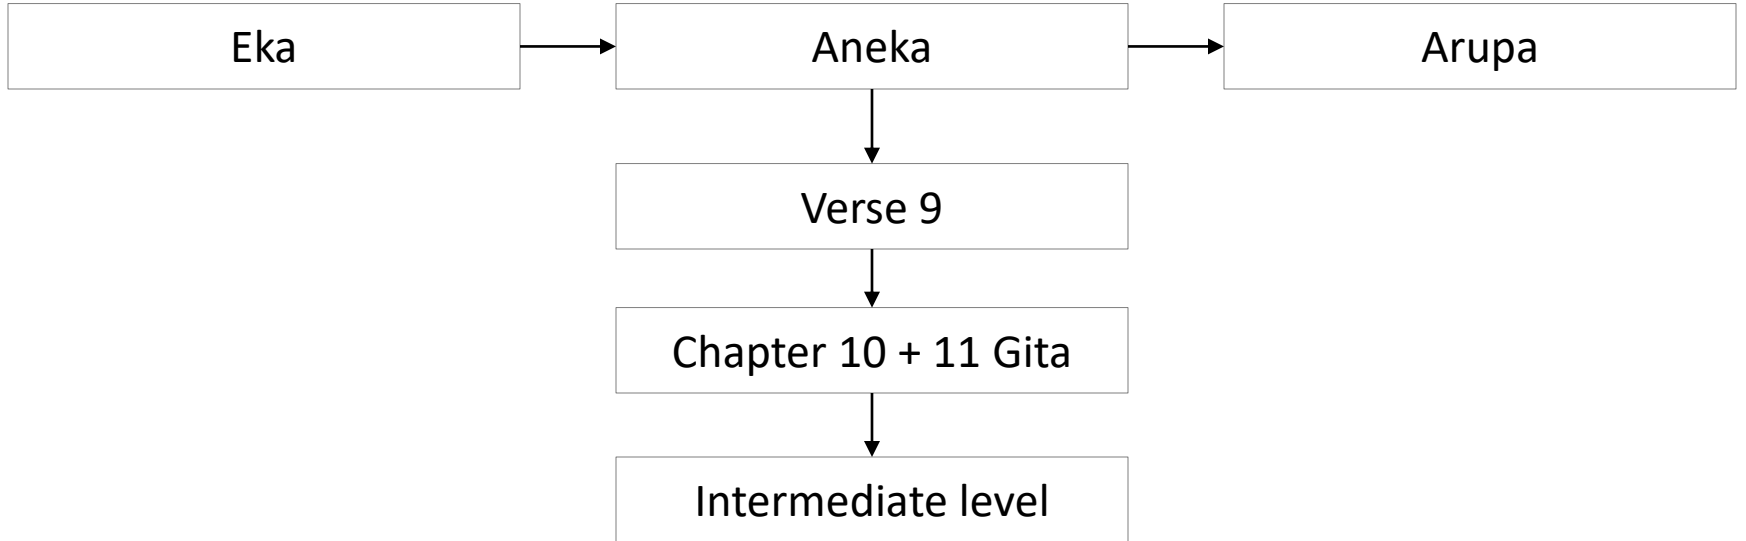 Eka
Aneka
Arupa
Verse 9
Chapter 10 + 11 Gita
Intermediate level